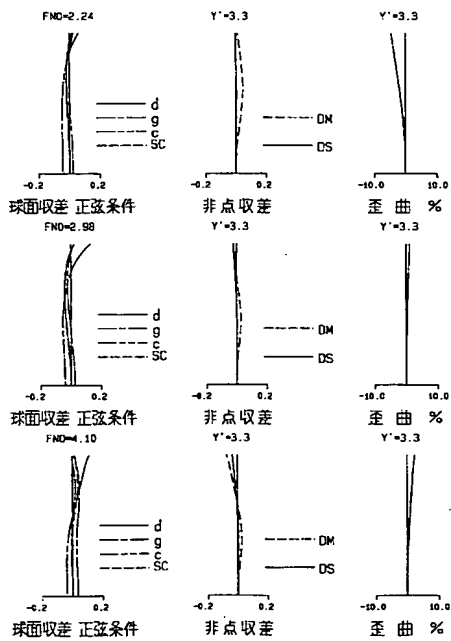 FNO=2.24 Y'=3.3 Y'=3.3
d
g
c
SC
DM
DS
-0.2 0.2 -0.2 0.2 -10.0 10.0
球面収差 正弦条件 非点収差 歪曲 %
FNO=2.98 Y'=3.3 Y'=3.3
d
g
c
SC
DM
DS
-0.2 0.2 -0.2 0.2 -10.0 10.0
球面収差 正弦条件 非点収差 歪曲 %
FNO=4.10 Y'=3.3 Y'=3.3
d
g
c
SC
DM
DS
-0.2 0.2 -0.2 0.2 -10.0 10.0
球面収差 正弦条件 非点収差 歪曲 %